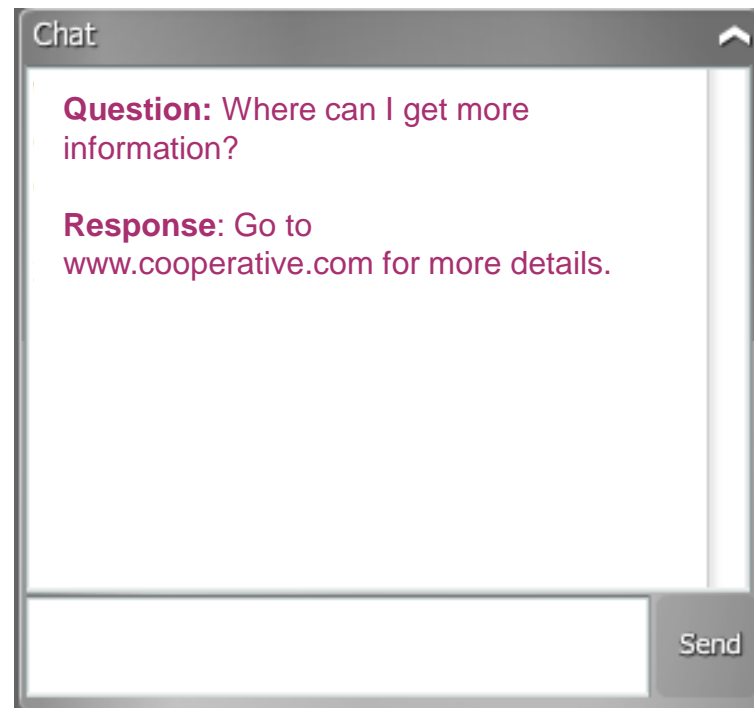 Chat
Question: Where can I get more
information?
Response: Go to
www.cooperative.com for more details.
Send